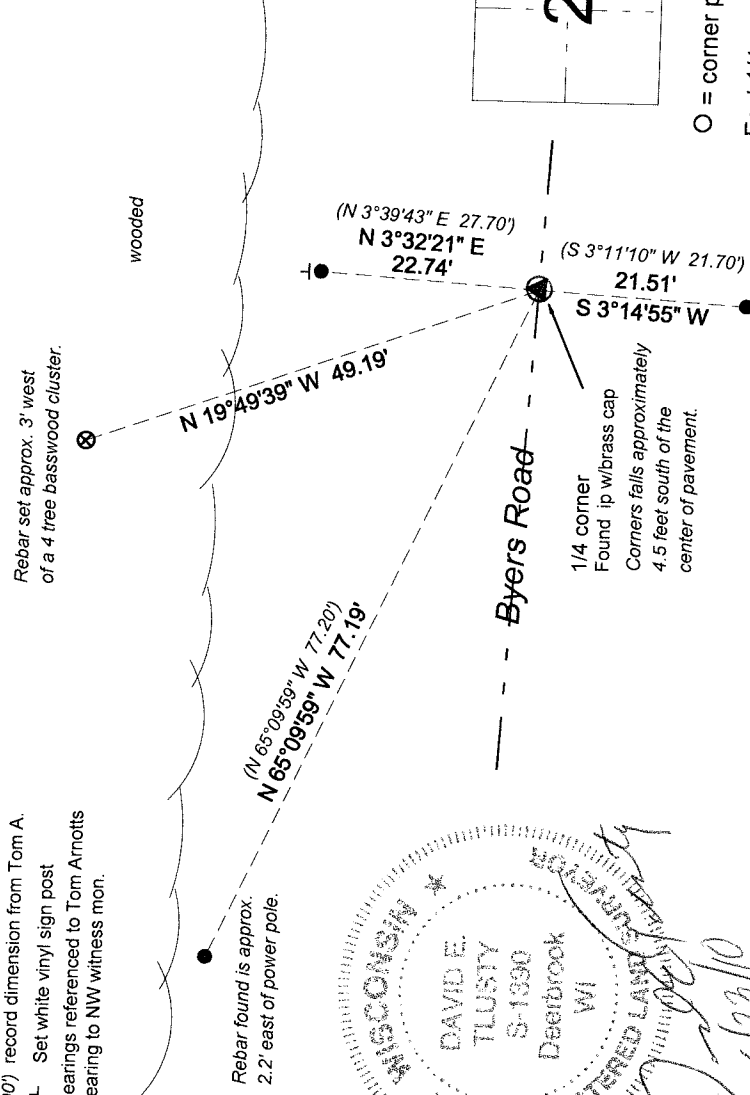 wooded
Rebar set approx. 3' west
of a 4 tree basswood cluster.
(N 3°39'43" E 27.70')
N 3°32'21" E
22.74'
(S 3°11'10" W 21.70')
21.51'
S 3°14'55" W
N 19°49'39" W 49.19'
(N 65°09'59" W 77.20')
N 65°09'59" W 77.19'
Byers Road
1/4 corner
Found ip w/brass cap
Corners falls approximately
4.5 feet south of the
center of pavement.
2
O = corner
record dimension from Tom A.
Set white vinyl sign post
referenced to Tom Arnotts
to NW witness mon.
Rebar found is approx.
2.2' east of power pole.
WISCONSIN
DAVID E.
TLUSTY
S-1390
Deerbrook
WI
LAND SURVEYOR